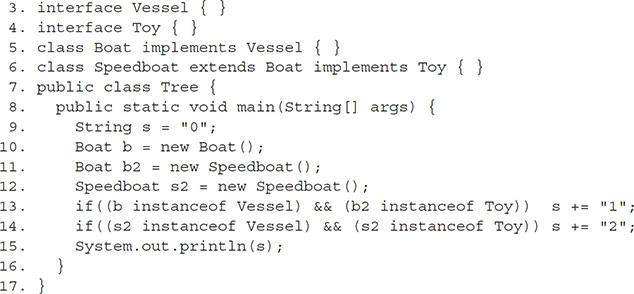 3. interface Vessel { }
4. interface Toy { }
5. class Boat implements Vessel { }
6. class Speedboat extends Boat implements Toy { }
7. public class Tree {
8.   public static void main(String[] args) {
9.     String s = "0";
10.     Boat b = new Boat();
11.     Boat b2 = new Speedboat();
12.     Speedboat s2 = new Speedboat();
13.     if((b instanceof Vessel) && (b2 instanceof Toy))  s += "1";
14.     if((s2 instanceof Vessel) && (s2 instanceof Toy)) s += "2";
15.     System.out.println(s);
16.   }
17. }